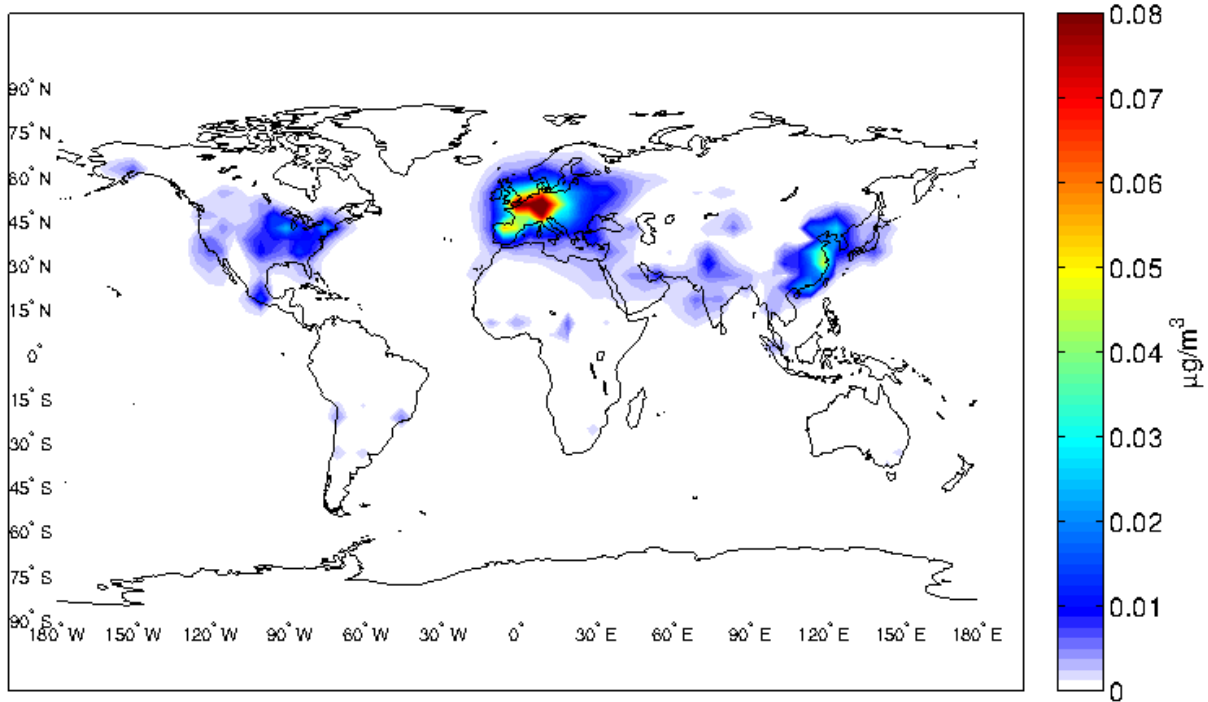 90° N
75° N
60° N
45° N
30° N
15° N
0°
15° S
30° S
45° S
60° S
75° S
90° S
180° W 150° W 120° W 90° W 60° W 30° W 0° 30° E 60° E 90° E 120° E 150° E 180° E
0.08
0.07
0.06
0.05
0.04
0.03
0.02
0.01
0
μg/m³